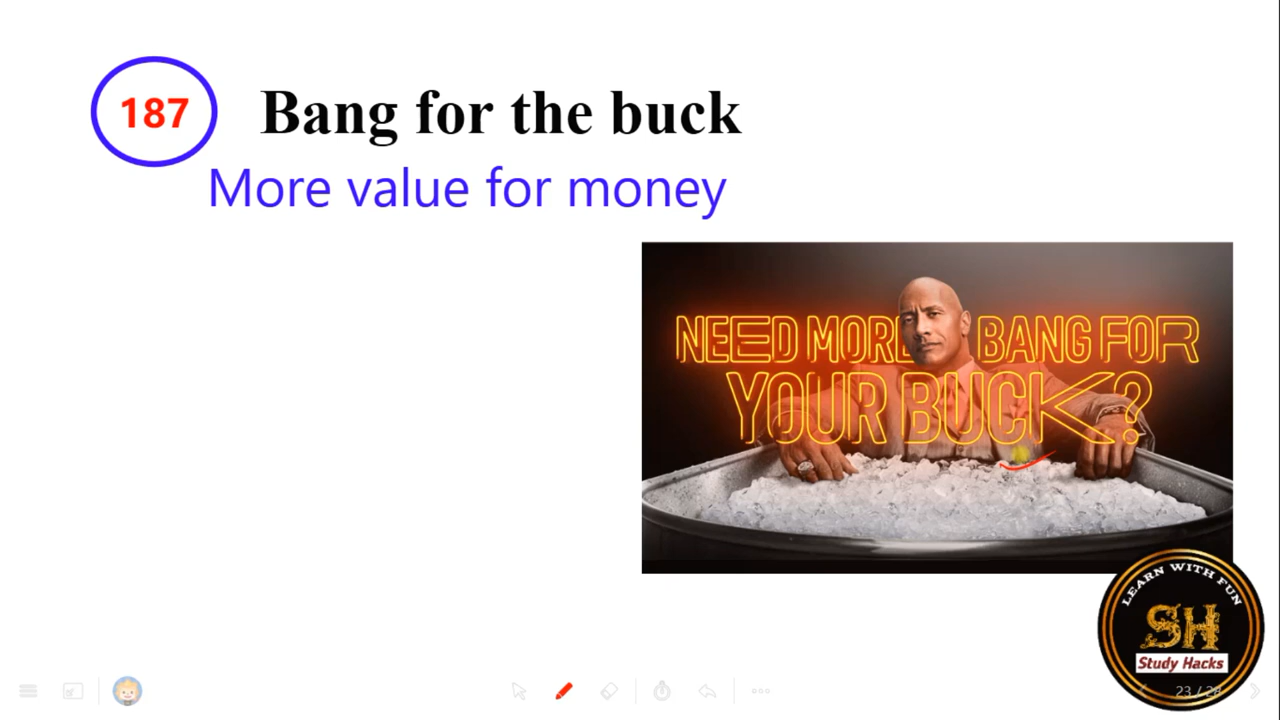 187
Bang for the buck
More value for money
NEED MORE BANG FOR
YOUR BUCK?
LEARN WITH FUN
SH
Study Hacks